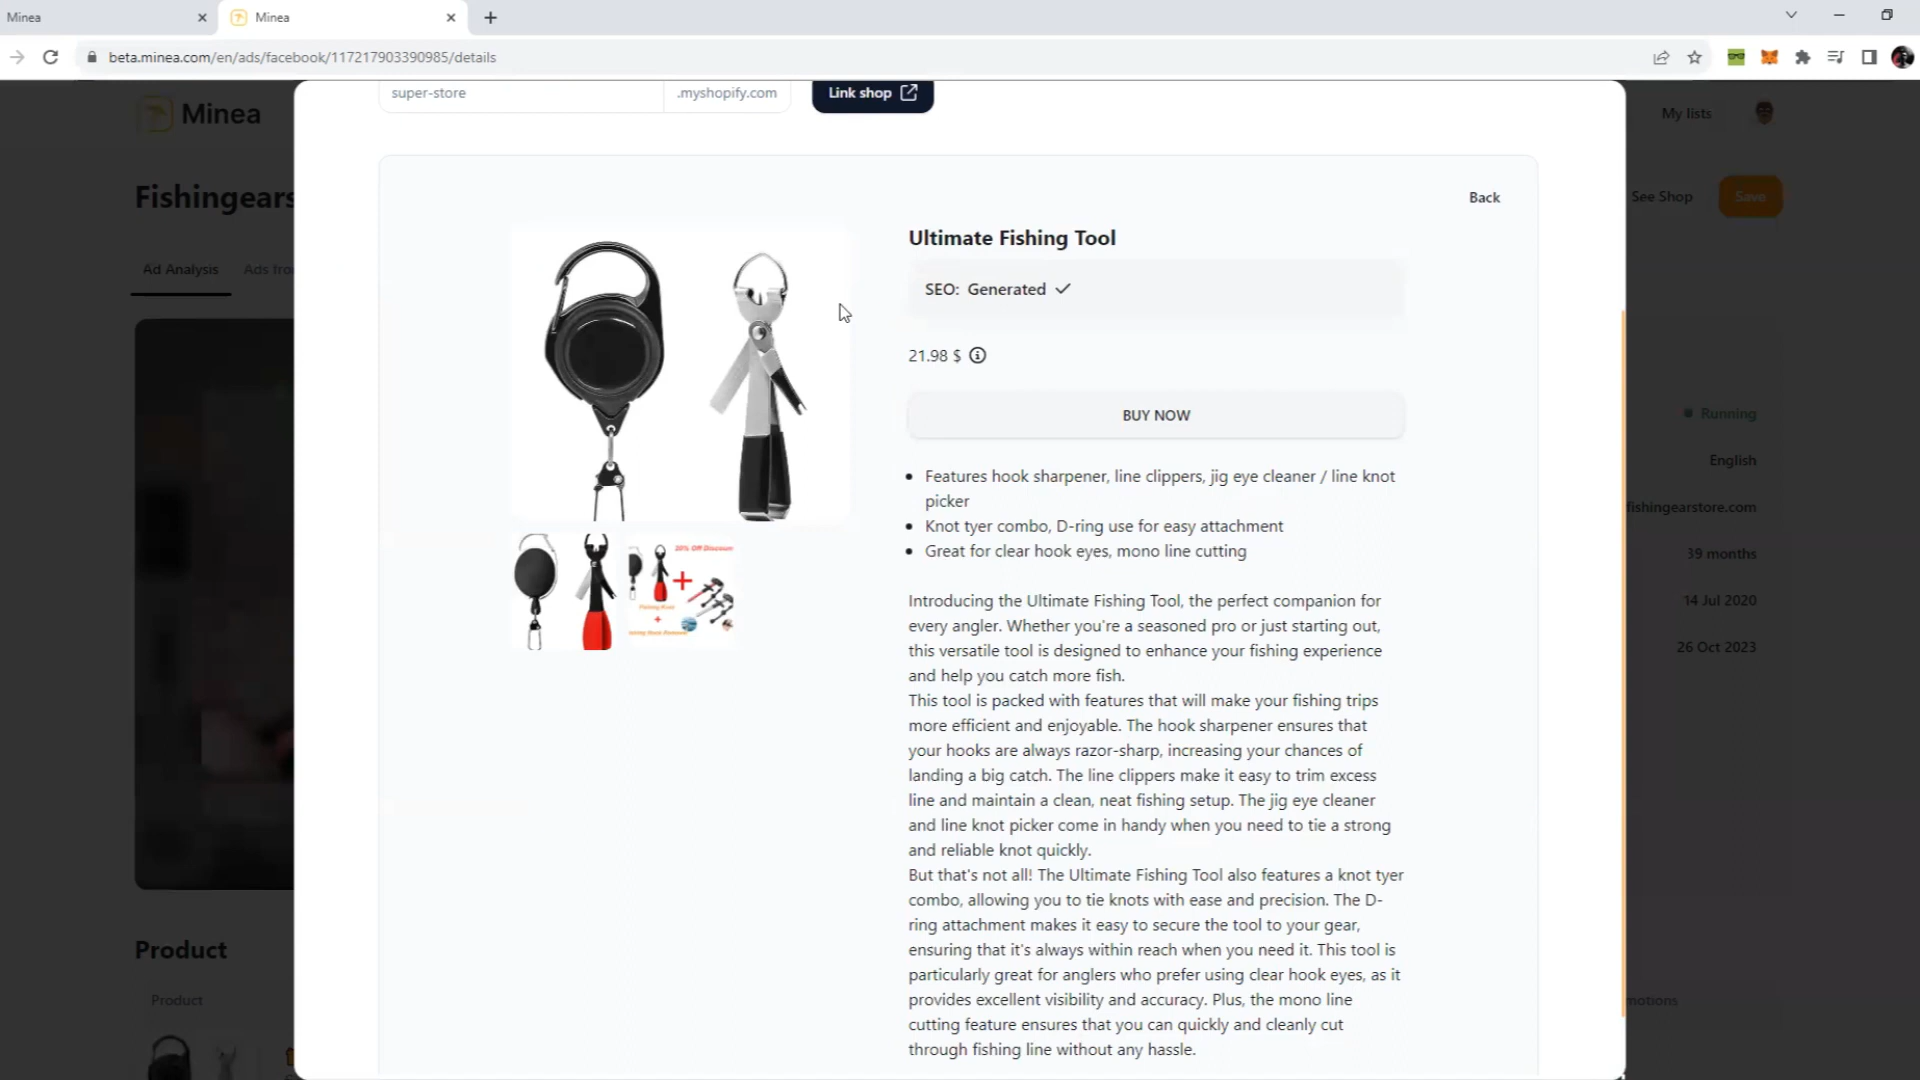 Minea
Minea
beta.minea.com/en/ads/facebook/117217903390985/details
Minea
My lists
super-store
.myshopify.com
Link shop
Fishingears
See Shop
Save
Back
Ad Analysis
Ads fro
Ultimate Fishing Tool
SEO: Generated
21.98 $
BUY NOW
Features hook sharpener, line clippers, jig eye cleaner / line knot
picker
Knot tyer combo, D-ring use for easy attachment
Great for clear hook eyes, mono line cutting
Running
English
fishingearstore.com
39 months
14 Jul 2020
26 Oct 2023
20% Off Discount
Fishing Knot
Introducing the Ultimate Fishing Tool, the perfect companion for
every angler. Whether you're a seasoned pro or just starting out,
this versatile tool is designed to enhance your fishing experience
and help you catch more fish.
This tool is packed with features that will make your fishing trips
more efficient and enjoyable. The hook sharpener ensures that
your hooks are always razor-sharp, increasing your chances of
landing a big catch. The line clippers make it easy to trim excess
line and maintain a clean, neat fishing setup. The jig eye cleaner
and line knot picker come in handy when you need to tie a strong
and reliable knot quickly.
But that's not all! The Ultimate Fishing Tool also features a knot tyer
combo, allowing you to tie knots with ease and precision. The D-
ring attachment makes it easy to secure the tool to your gear,
ensuring that it's always within reach when you need it. This tool is
particularly great for anglers who prefer using clear hook eyes, as it
provides excellent visibility and accuracy. Plus, the mono line
cutting feature ensures that you can quickly and cleanly cut
through fishing line without any hassle.
Product
Product
motions